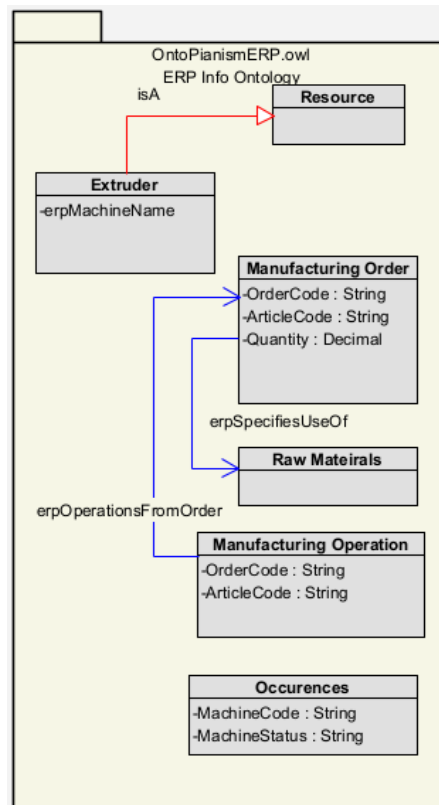 OntoPianismERP.owl
ERP Info Ontology
isA
Resource
Extruder
-erpMachineName
Manufacturing Order
-OrderCode : String
-ArticleCode : String
-Quantity : Decimal
erpSpecifiesUseOf
Raw Mateirals
erpOperationsFromOrder
Manufacturing Operation
-OrderCode : String
-ArticleCode : String
Occurences
-MachineCode : String
-MachineStatus : String